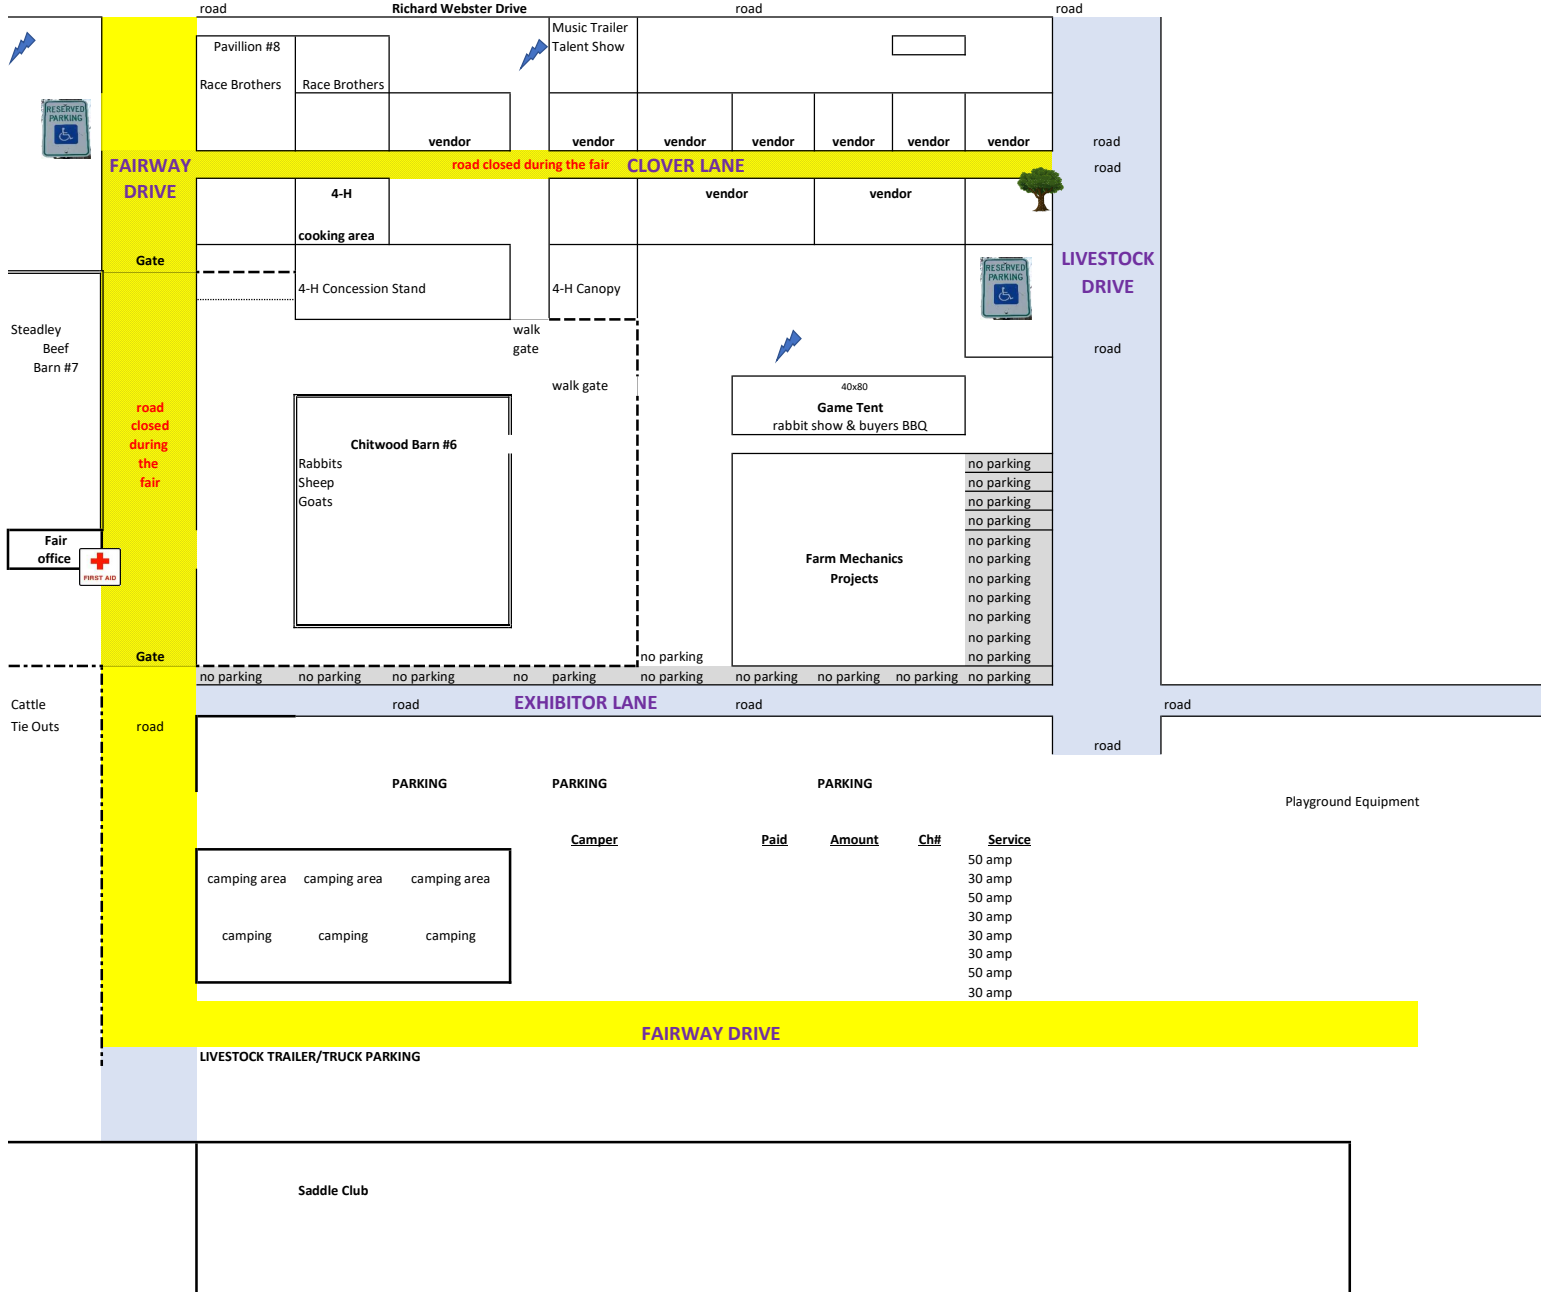 road Richard Webster Drive road road
Music Trailer
Pavillion #8 Talent Show
Race Brothers Race Brothers
RESERVED
PARKING
vendor vendor vendor vendor vendor vendor vendor road
FAIRWAY road closed during the fair CLOVER LANE road
DRIVE 4-H vendor vendor
cooking area
Gate LIVESTOCK
RESERVED
PARKING
4-H Concession Stand 4-H Canopy DRIVE
Steadley walk
Beef gate road
Barn #7
walk gate 40x80
road Game Tent
closed rabbit show & buyers BBQ
during Chitwood Barn #6
the Rabbits no parking
fair Sheep no parking
Goats no parking
no parking
Fair no parking
office Farm Mechanics no parking
FIRST AID Projects no parking
no parking
no parking
no parking
Gate no parking no parking
no parking no parking no parking no parking no parking no parking no parking no parking no parking
Cattle road EXHIBITOR LANE road road
Tie Outs road
road
PARKING PARKING PARKING
Playground Equipment
Camper Paid Amount Ch# Service
50 amp
camping area camping area camping area 30 amp
50 amp
30 amp
camping camping camping 30 amp
30 amp
50 amp
30 amp
FAIRWAY DRIVE
LIVESTOCK TRAILER/TRUCK PARKING
Saddle Club